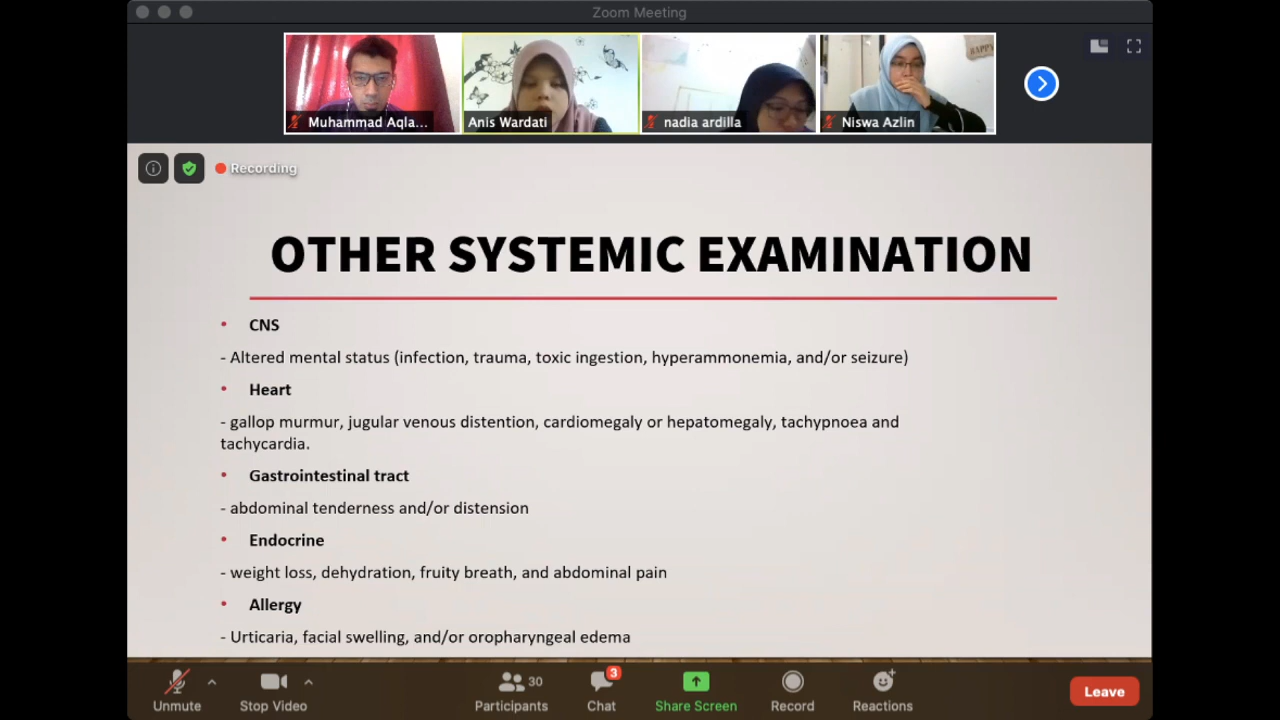 Zoom Meeting
HAPPY
Muhammad Aqla...
Anis Wardati
nadia ardilla
Niswa Azlin
Recording
OTHER SYSTEMIC EXAMINATION
• CNS
- Altered mental status (infection, trauma, toxic ingestion, hyperammonemia, and/or seizure)
• Heart
- gallop murmur, jugular venous distention, cardiomegaly or hepatomegaly, tachypnoea and
tachycardia.
• Gastrointestinal tract
- abdominal tenderness and/or distension
• Endocrine
- weight loss, dehydration, fruity breath, and abdominal pain
• Allergy
- Urticaria, facial swelling, and/or oropharyngeal edema
30
3
Unmute
Stop Video
Participants
Chat
Share Screen
Record
Reactions
Leave